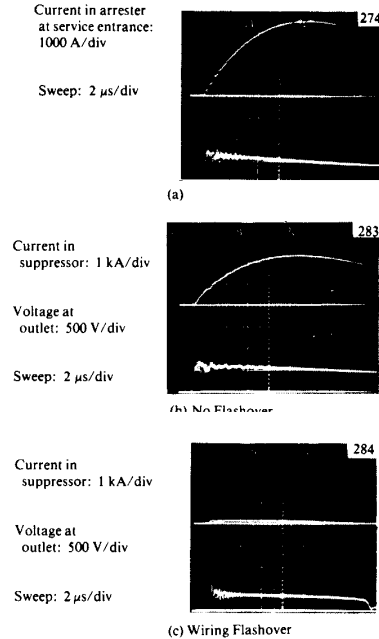 Current in arrester
at service entrance:
1000 A/div
274
Sweep: 2 μs/div
(a)
283
Current in
suppressor: 1 kA/div
Voltage at
outlet: 500 V/div
Sweep: 2 μs/div
(b) No Flashover
284
Current in
suppressor: 1 kA/div
Voltage at
outlet: 500 V/div
Sweep: 2 μs/div
(c) Wiring Flashover